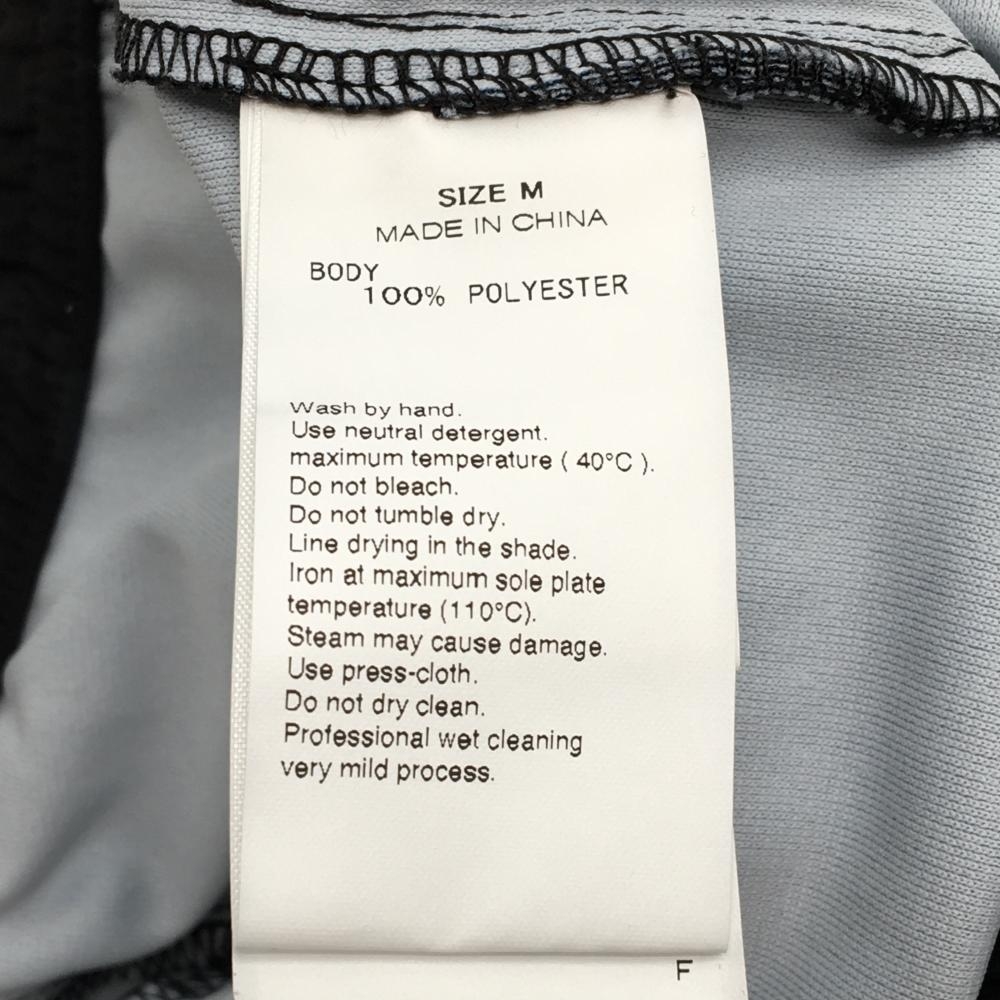 SIZE M
MADE IN CHINA
BODY
100% POLYESTER
Wash by hand.
Use neutral detergent.
maximum temperature ( 40°C ).
Do not bleach.
Do not tumble dry.
Line drying in the shade.
Iron at maximum sole plate
temperature (110°C).
Steam may cause damage.
Use press-cloth.
Do not dry clean.
Professional wet cleaning
very mild process.
F